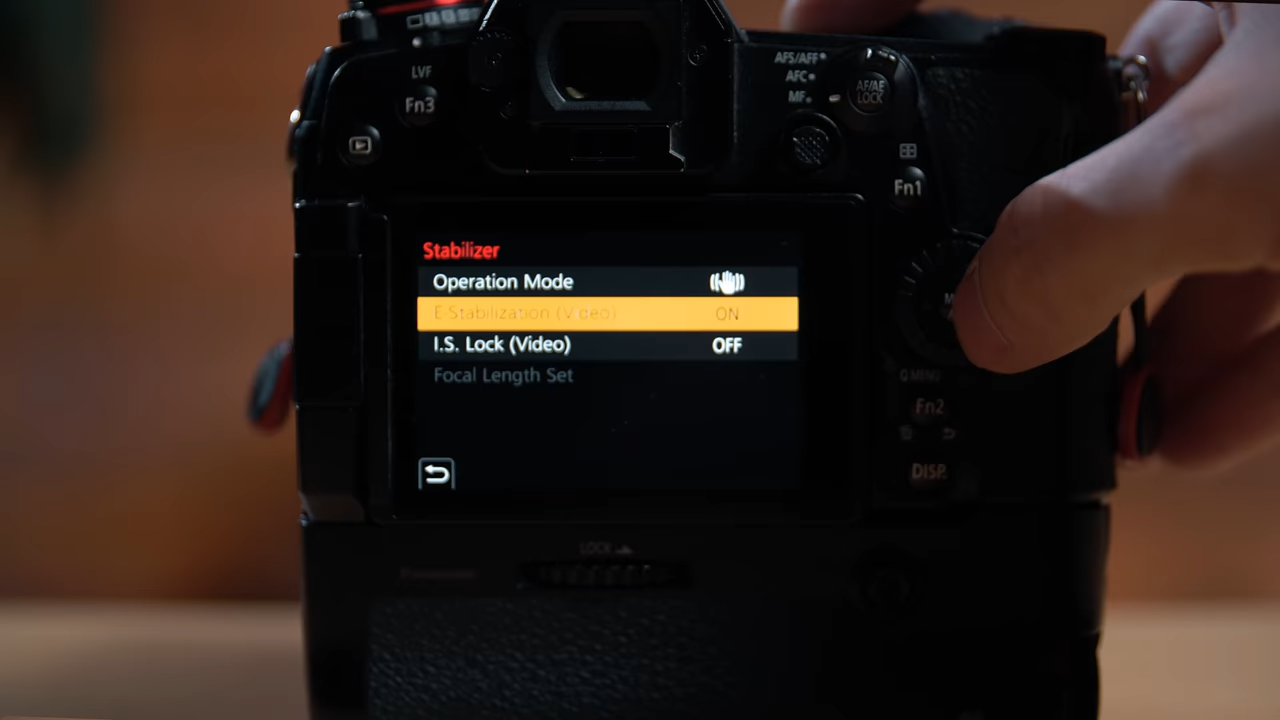 LVF
Fn3
AFS/AFF
AFC
MF
AF/AE
LOCK
Fn1
Stabilizer
Operation Mode
E-Stabilization (Video) ON
I.S. Lock (Video) OFF
Focal Length Set
Q.MENU
Fn2
DISP.
LOCK